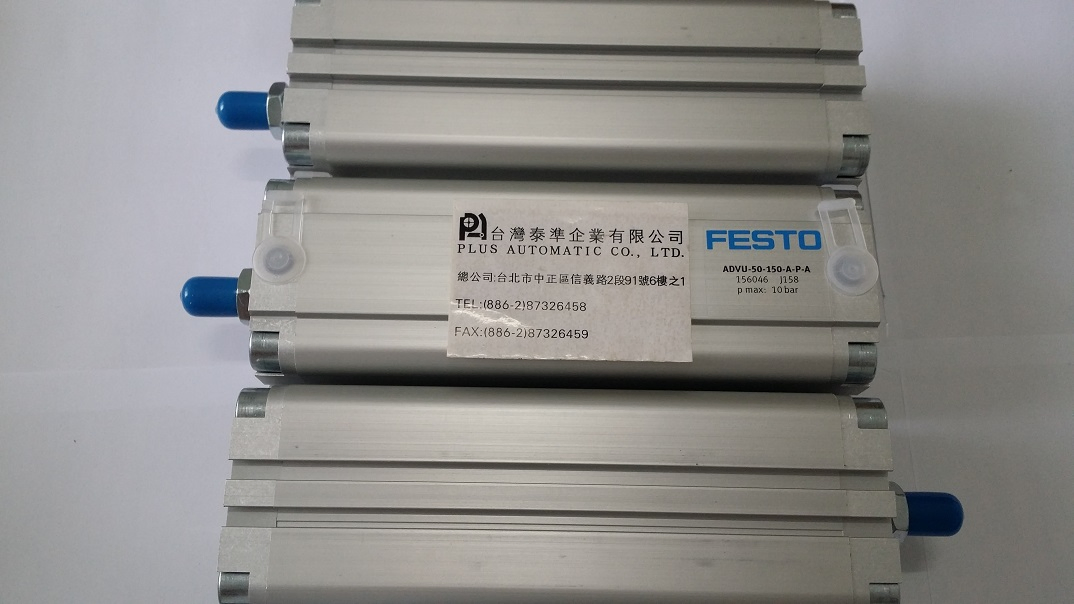 台灣泰準企業有限公司
PLUS AUTOMATIC CO., LTD.
總公司:台北市中正區信義路2段91號6樓之1
TEL:(886-2)87326458
FAX:(886-2)87326459
FESTO
ADVU-50-150-A-P-A
156046 J158
p max: 10 bar